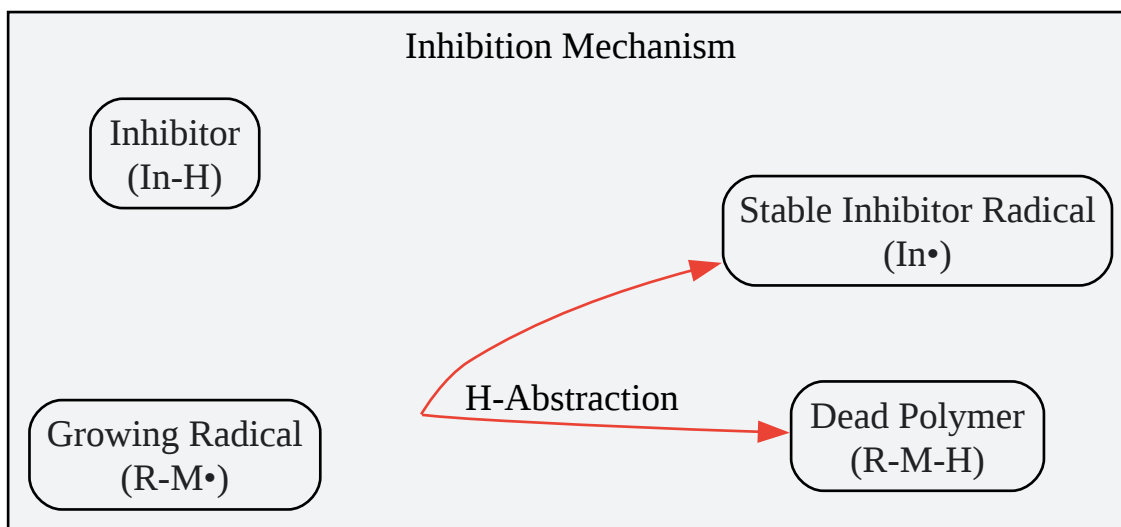 Inhibition Mechanism
Inhibitor
(In-H)
Stable Inhibitor Radical
(In•)
H-Abstraction
Growing Radical
(R-M•)
Dead Polymer
(R-M-H)